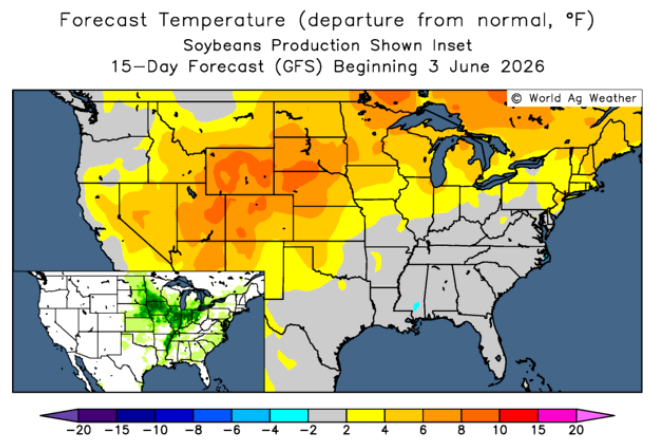 Forecast Temperature (departure from normal, °F)
Soybeans Production Shown Inset
15-Day Forecast (GFS) Beginning 3 June 2026
© World Ag Weather
-20 -15 -10 -8 -6 -4 -2 2 4 6 8 10 15 20